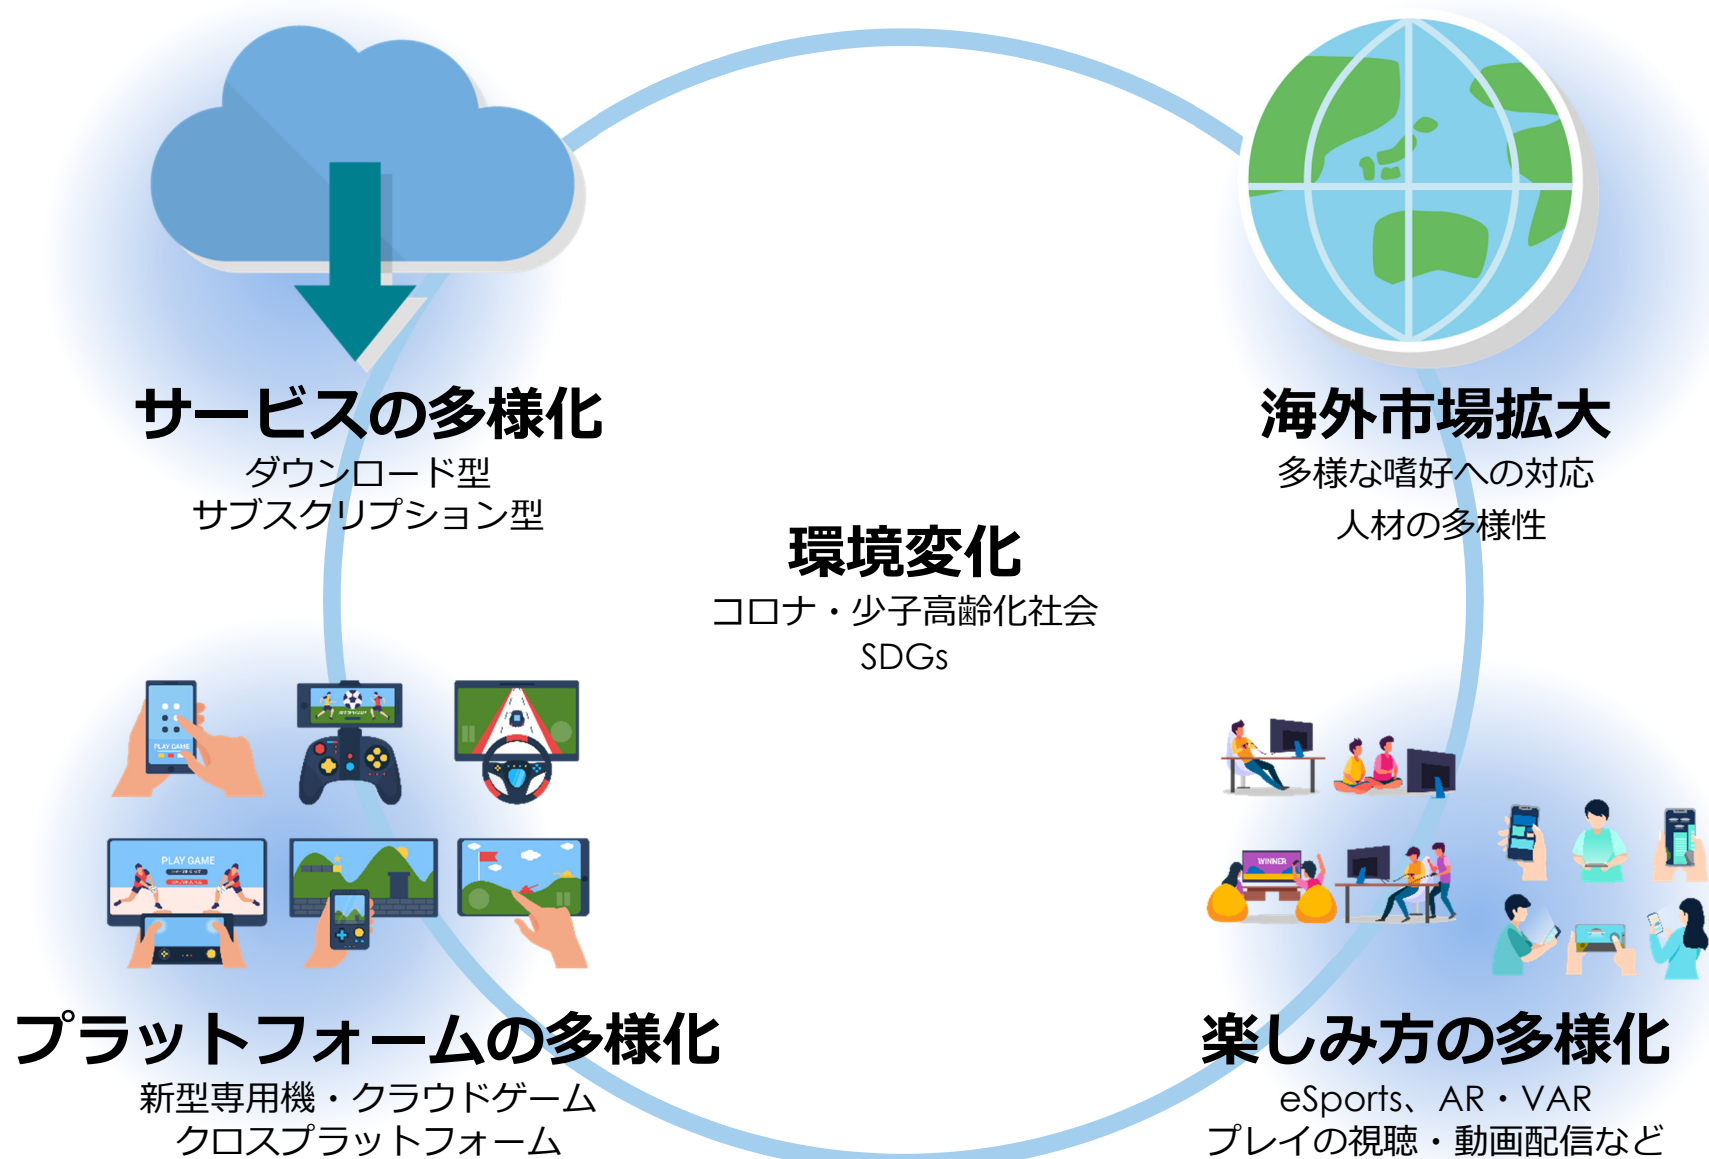 サービスの多様化
ダウンロード型
サブスクリプション型
海外市場拡大
多様な嗜好への対応
人材の多様性
環境変化
コロナ・少子高齢化社会
SDGs
PLAY GAME
PLAY GAME
WINNER
プラットフォームの多様化
新型専用機・クラウドゲーム
クロスプラットフォーム
楽しみ方の多様化
eSports、AR・VAR
プレイの視聴・動画配信など